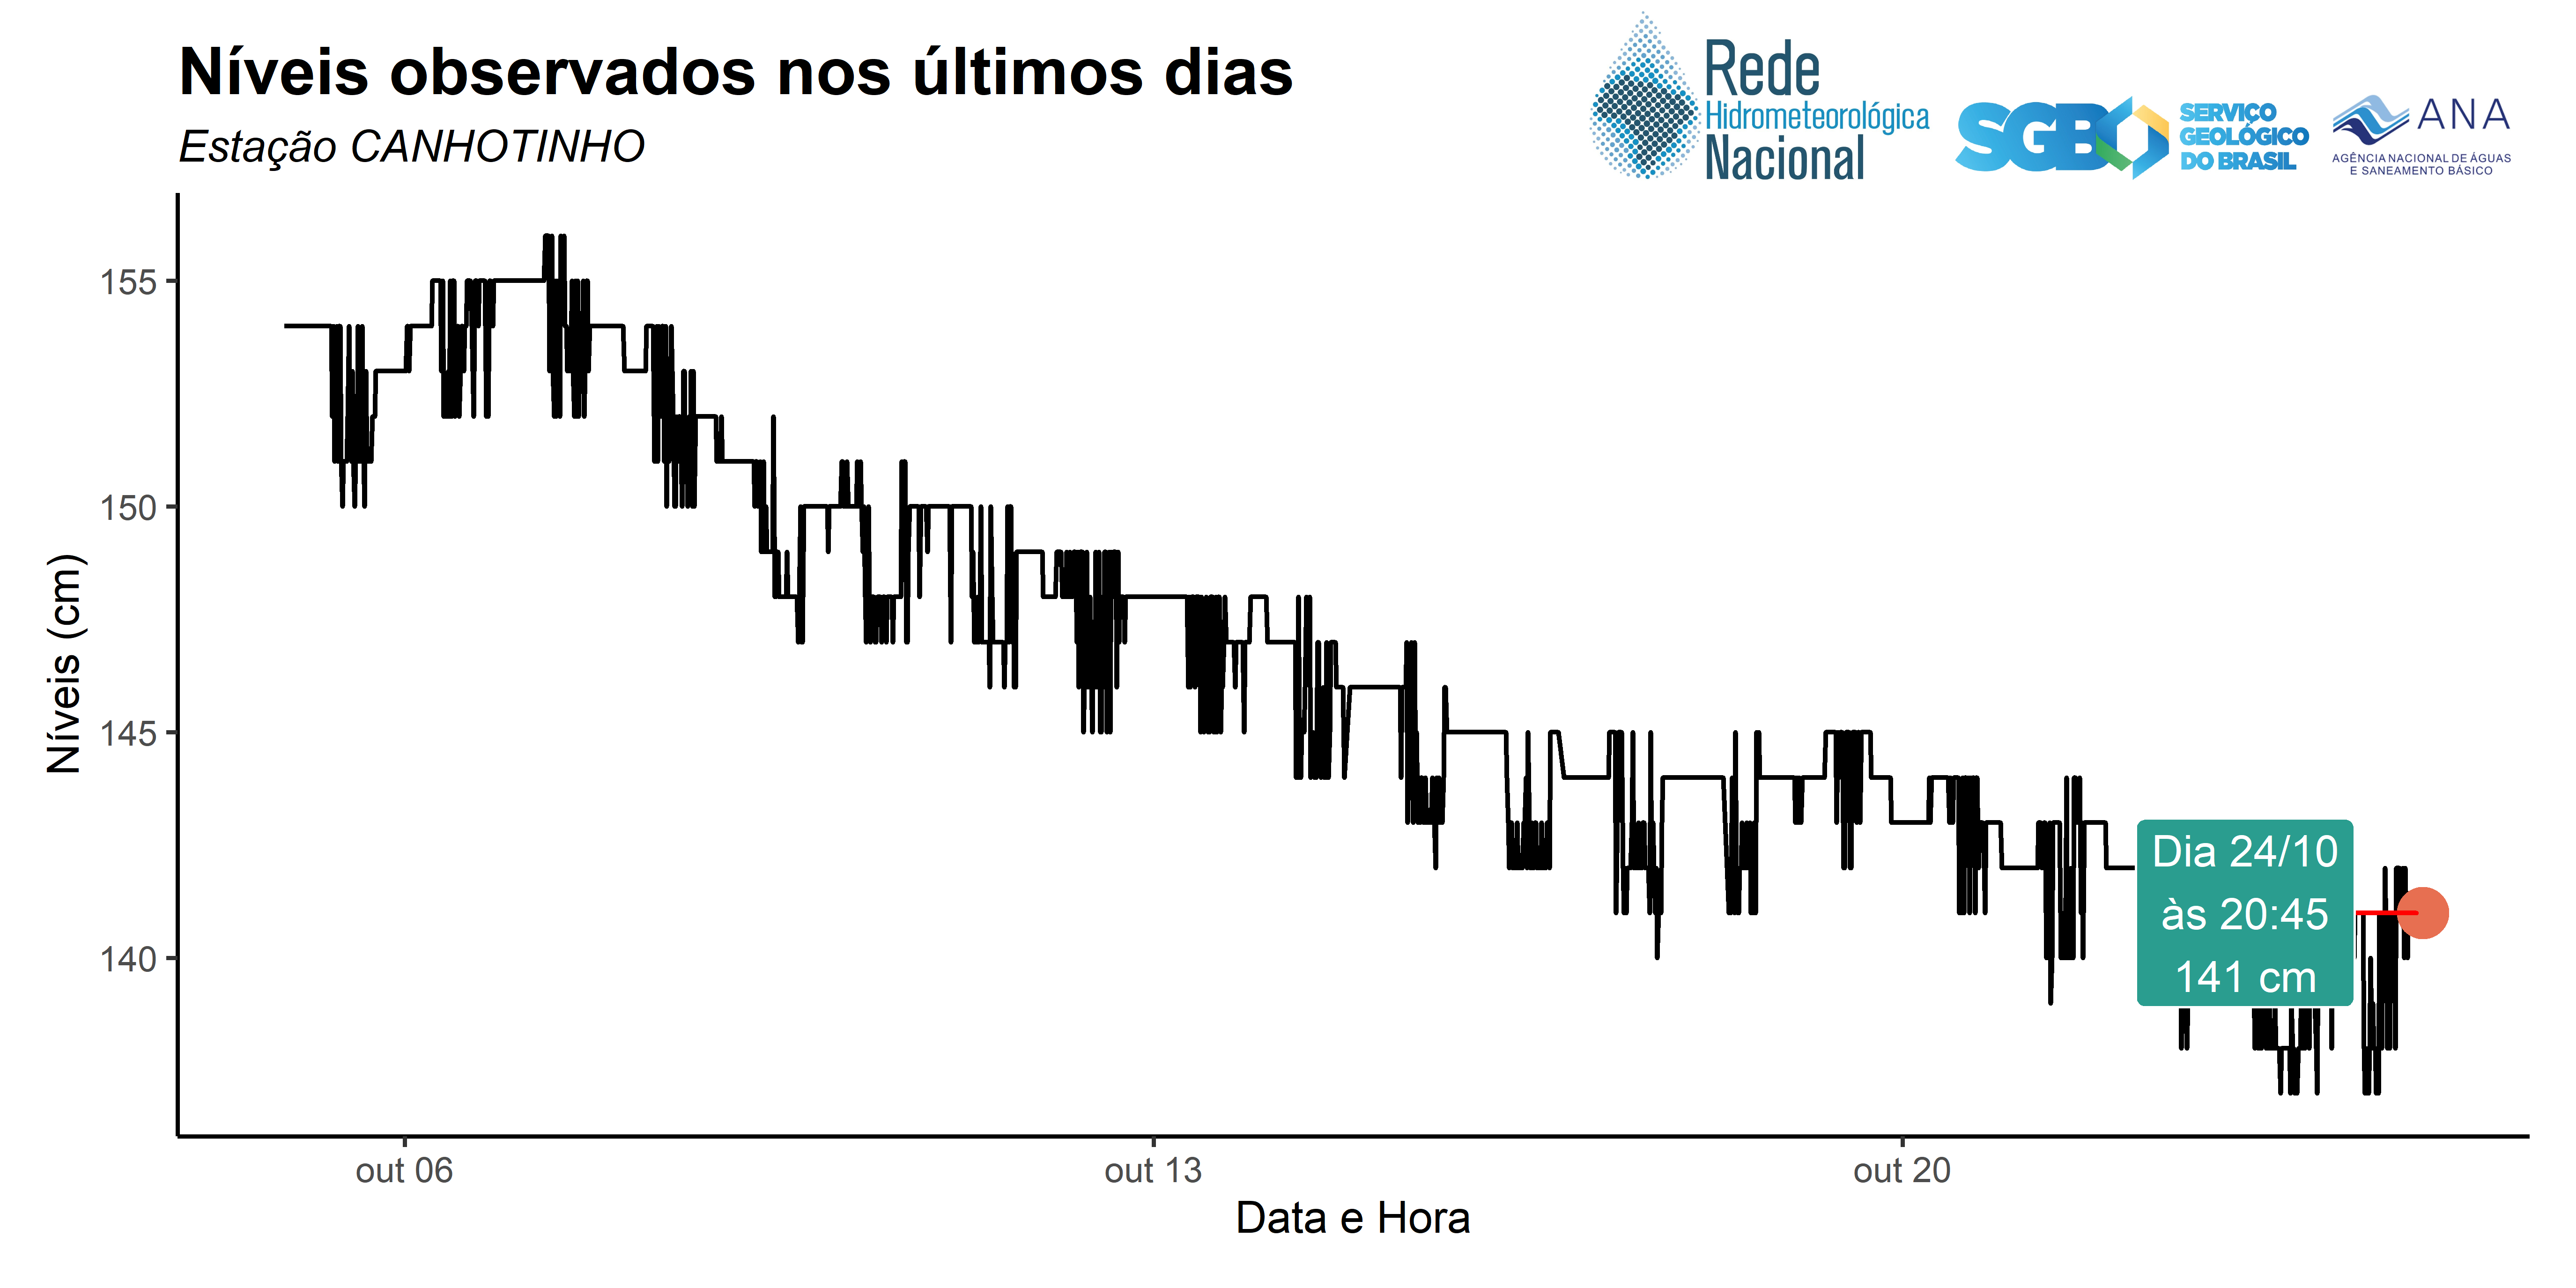 Níveis observados nos últimos dias
Estação CANHOTINHO
Rede
Hidrometeorológica
Nacional
SGB
SERVIÇO
GEOLÓGICO
DO BRASIL
ANA
AGÊNCIA NACIONAL DE ÁGUAS
E SANEAMENTO BÁSICO
155
150
145
140
Níveis (cm)
Dia 24/10
às 20:45
141 cm
out 06
out 13
out 20
Data e Hora